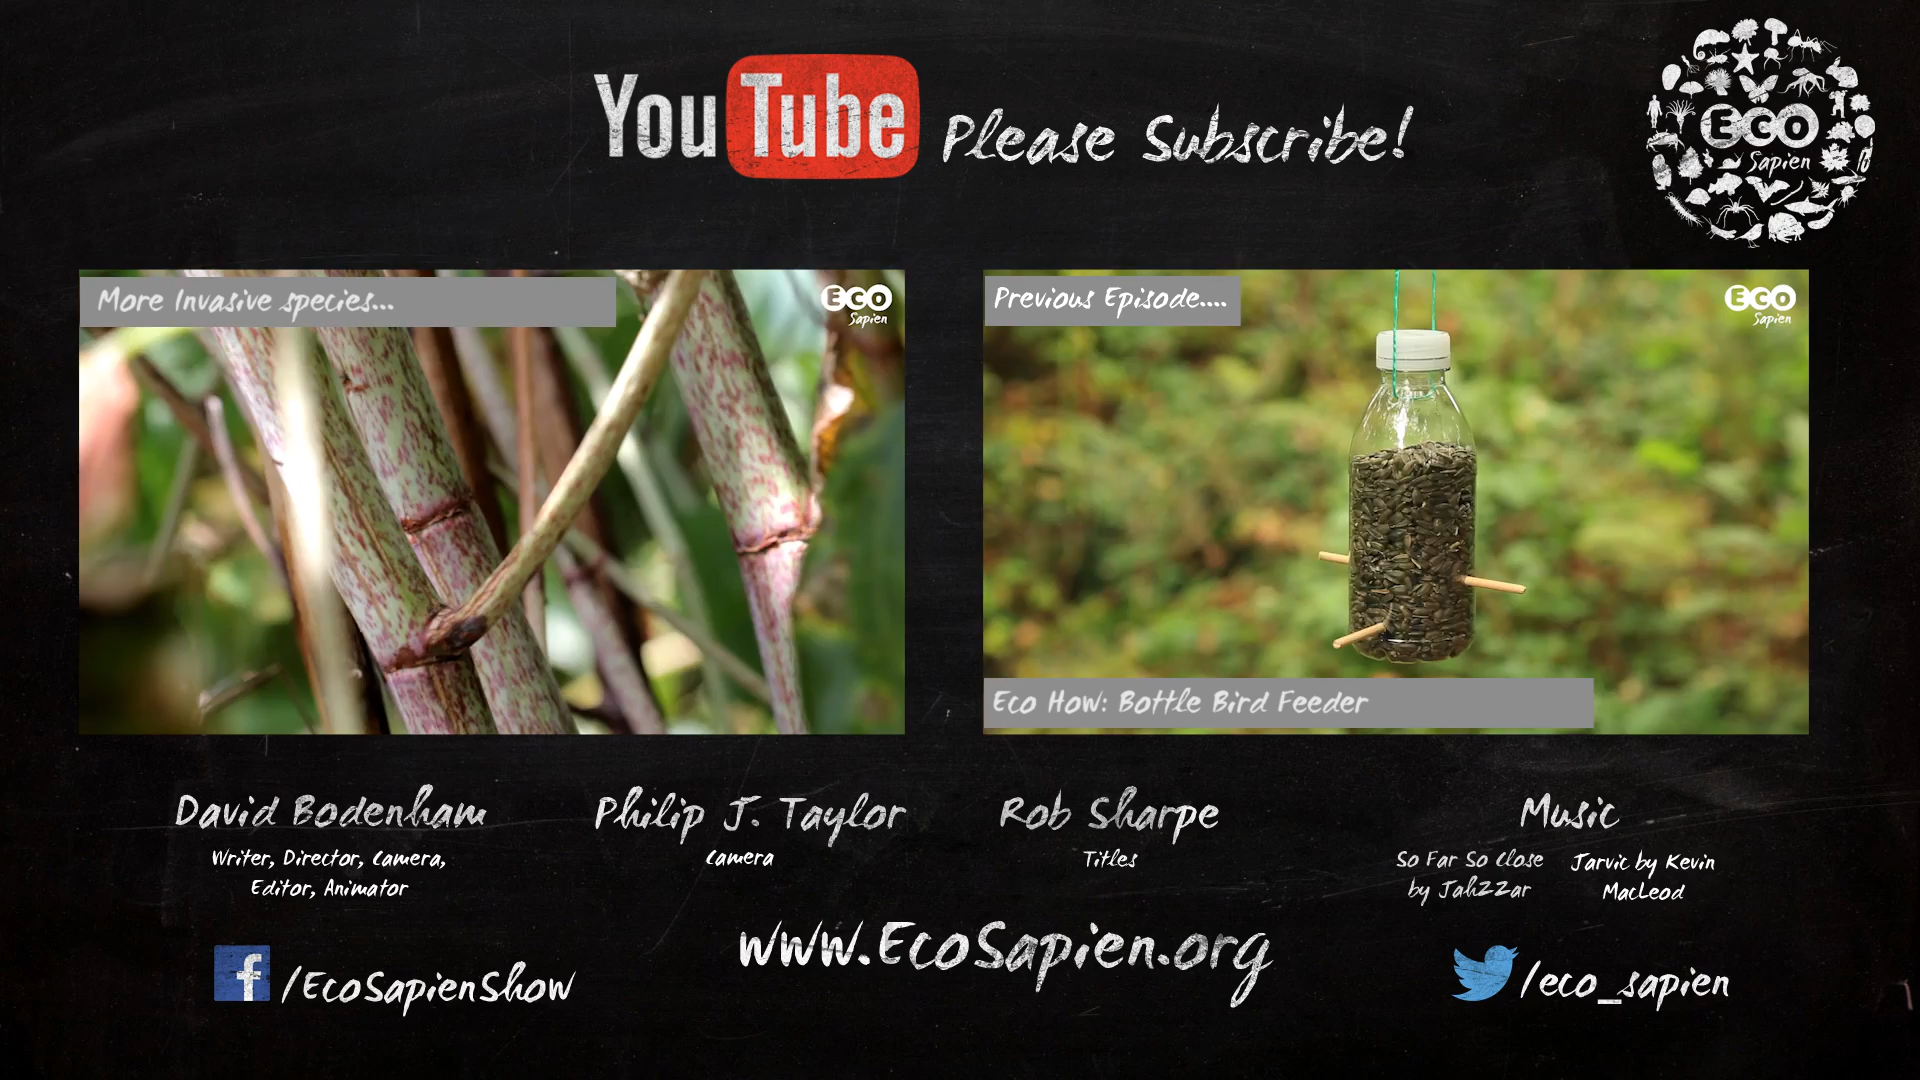 YouTube Please Subscribe!
ECO
Sapien
More Invasive species...
ECO
Sapien
Previous Episode....
ECO
Sapien
Eco How: Bottle Bird Feeder
David Bodenham
Writer, Director, Camera,
Editor, Animator
Philip J. Taylor
Camera
Rob Sharpe
Titles
Music
So Far So Close
by JahZZar
Jarvic by Kevin
MacLeod
www.EcoSapien.org
f /EcoSapienShow
/eco_sapien